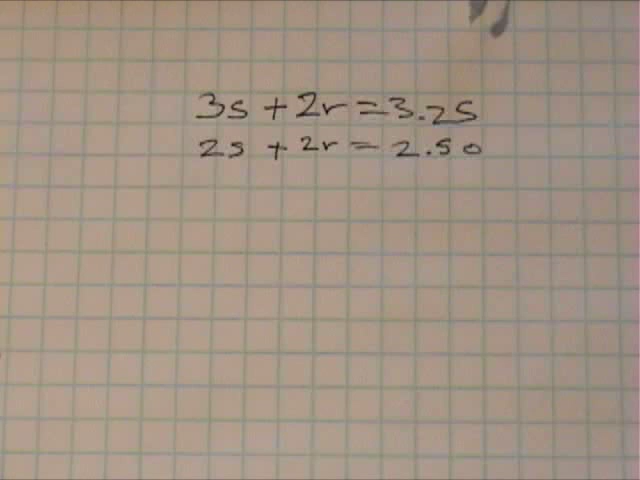 3s + 2r = 3.25
2s + 2r = 2.50